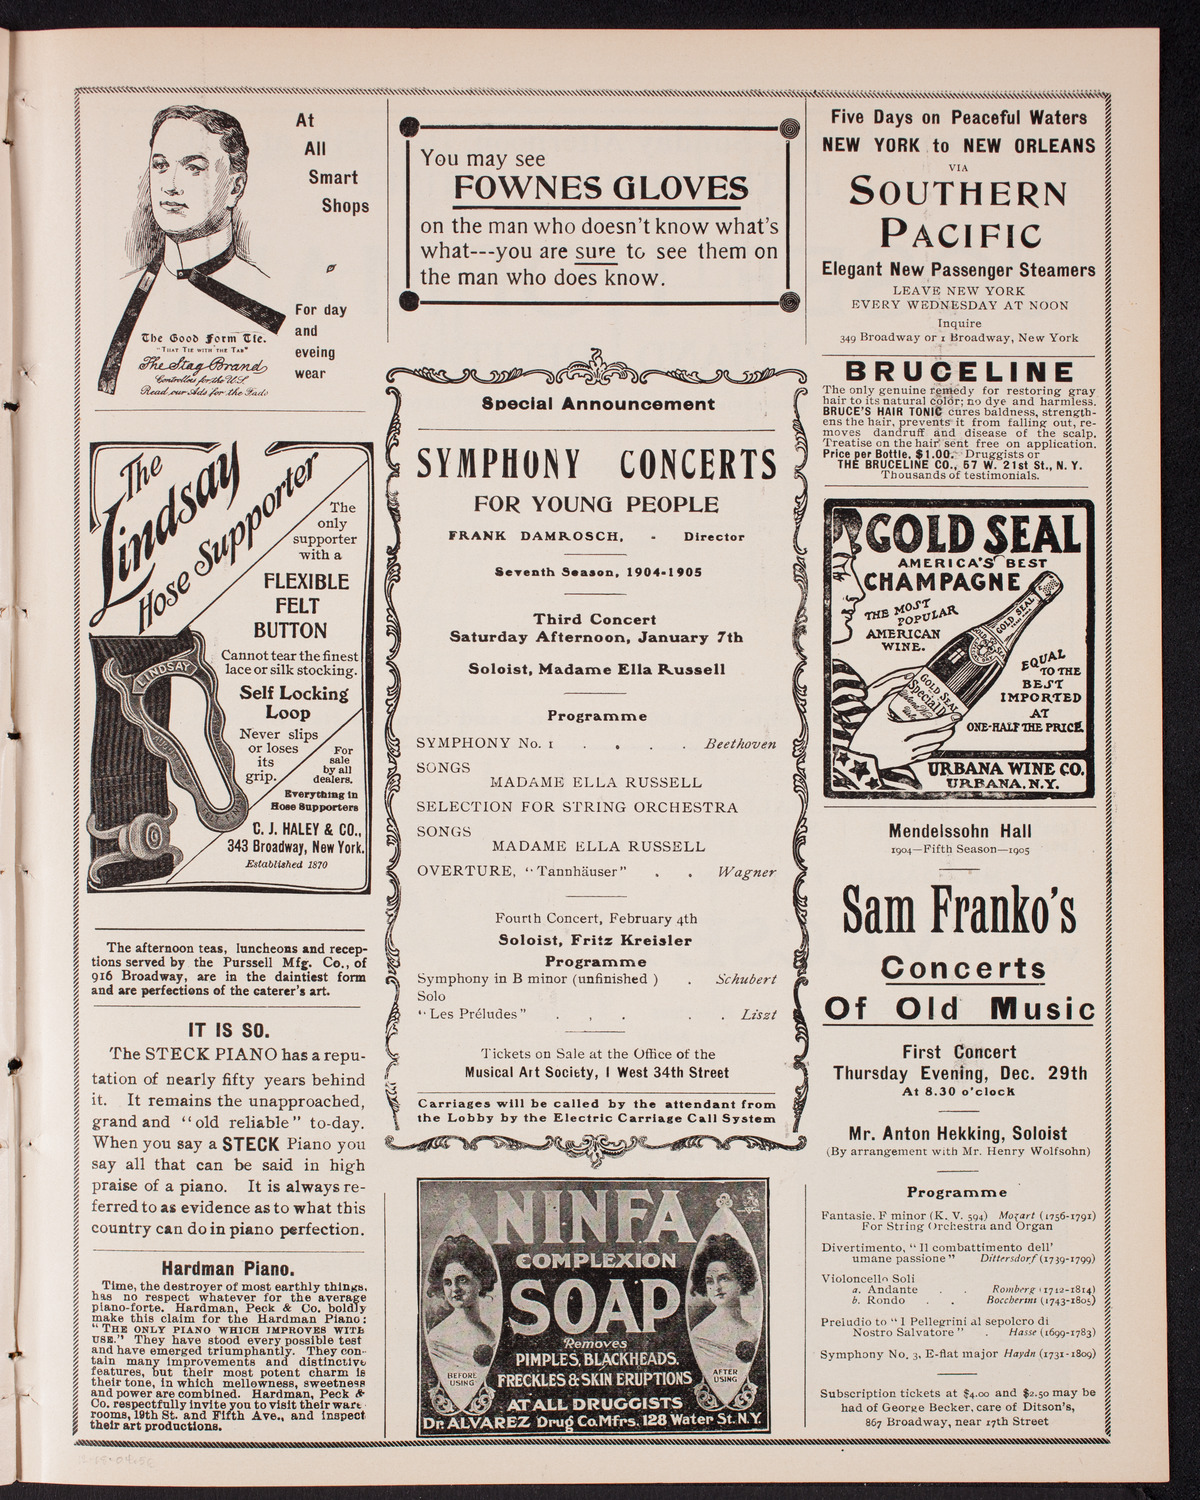 At
All
Smart
Shops
For day
and
eveing
wear
The Good Form Tie.
"THAT TIE WITH THE TAB"
The Stag Brand
Controllers for the U.S.
Read our Ads for the Fads
The
Lindsay
Hose Supporter
The
only
supporter
with a
FLEXIBLE
FELT
BUTTON
Cannot tear the finest
lace or silk stocking.
Self Locking
Loop
Never slips
or loses
its
grip.
For
sale
by all
dealers.
Everything in
Hose Supporters
C. J. HALEY & CO.,
343 Broadway, New York.
Established 1870
LINDSAY
The afternoon teas, luncheons and recep-
tions served by the Purssell Mfg. Co., of
916 Broadway, are in the daintiest form
and are perfections of the caterer's art.
IT IS SO.
The STECK PIANO has a repu-
tation of nearly fifty years behind
it. It remains the unapproached,
grand and "old reliable" to-day.
When you say a STECK Piano you
say all that can be said in high
praise of a piano. It is always re-
ferred to as evidence as to what this
country can do in piano perfection.
Hardman Piano.
Time, the destroyer of most earthly things,
has no respect whatever for the average
piano-forte. Hardman, Peck & Co. boldly
make this claim for the Hardman Piano:
"THE ONLY PIANO WHICH IMPROVES WITH
USE." They have stood every possible test
and have emerged triumphantly. They con-
tain many improvements and distinctive
features, but their most potent charm is
their tone, in which mellowness, sweetness
and power are combined. Hardman, Peck &
Co. respectfully invite you to visit their ware-
rooms, 19th St. and Fifth Ave., and inspect
their art productions.
You may see
FOWNES GLOVES
on the man who doesn't know what's
what---you are sure to see them on
the man who does know.
Special Announcement
SYMPHONY CONCERTS
FOR YOUNG PEOPLE
FRANK DAMROSCH, - Director
Seventh Season, 1904-1905
Third Concert
Saturday Afternoon, January 7th
Soloist, Madame Ella Russell
Programme
SYMPHONY No. 1 . . . . Beethoven
SONGS
MADAME ELLA RUSSELL
SELECTION FOR STRING ORCHESTRA
SONGS
MADAME ELLA RUSSELL
OVERTURE, "Tannhäuser" . . Wagner
Fourth Concert, February 4th
Soloist, Fritz Kreisler
Programme
Symphony in B minor (unfinished ) . Schubert
Solo
"Les Préludes" . . . . . Liszt
Tickets on Sale at the Office of the
Musical Art Society, 1 West 34th Street
Carriages will be called by the attendant from
the Lobby by the Electric Carriage Call System
NINFA
COMPLEXION
SOAP
Removes
PIMPLES, BLACKHEADS,
FRECKLES & SKIN ERUPTIONS
BEFORE
USING
AFTER
USING
AT ALL DRUGGISTS
Dr. ALVAREZ Drug Co. Mfrs. 128 Water St. N.Y.
Five Days on Peaceful Waters
NEW YORK to NEW ORLEANS
VIA
SOUTHERN
PACIFIC
Elegant New Passenger Steamers
LEAVE NEW YORK
EVERY WEDNESDAY AT NOON
Inquire
349 Broadway or 1 Broadway, New York
BRUCELINE
The only genuine remedy for restoring gray
hair to its natural color; no dye and harmless.
BRUCE'S HAIR TONIC cures baldness, strength-
ens the hair, prevents it from falling out, re-
moves dandruff and disease of the scalp.
Treatise on the hair sent free on application.
Price per Bottle, $1.00. Druggists or
THE BRUCELINE CO., 57 W. 21st St., N. Y.
Thousands of testimonials.
GOLD SEAL
AMERICA'S BEST
CHAMPAGNE
THE MOST
POPULAR
AMERICAN
WINE.
EQUAL
TO THE
BEST
IMPORTED
AT
ONE-HALF THE PRICE
GOLD SEAL
GOLD SEAL
Special Dry
URBANA WINE CO.
URBANA, N.Y.
Mendelssohn Hall
1904—Fifth Season—1905
Sam Franko's
Concerts
Of Old Music
First Concert
Thursday Evening, Dec. 29th
At 8.30 o'clock
Mr. Anton Hekking, Soloist
(By arrangement with Mr. Henry Wolfsohn)
Programme
Fantasie, F minor (K. V. 594) Mozart (1756-1791)
For String Orchestra and Organ
Divertimento, "Il combattimento dell'
umane passione" Dittersdorf (1739-1799)
Violoncello Soli
a. Andante . . Romberg (1712-1814)
b. Rondo . . Boccherini (1743-1805)
Preludio to "I Pellegrini al sepolcro di
Nostro Salvatore" . Hasse (1699-1783)
Symphony No. 3, E-flat major Haydn (1731-1809)
Subscription tickets at $4.00 and $2.50 may be
had of George Becker, care of Ditson's,
867 Broadway, near 17th Street